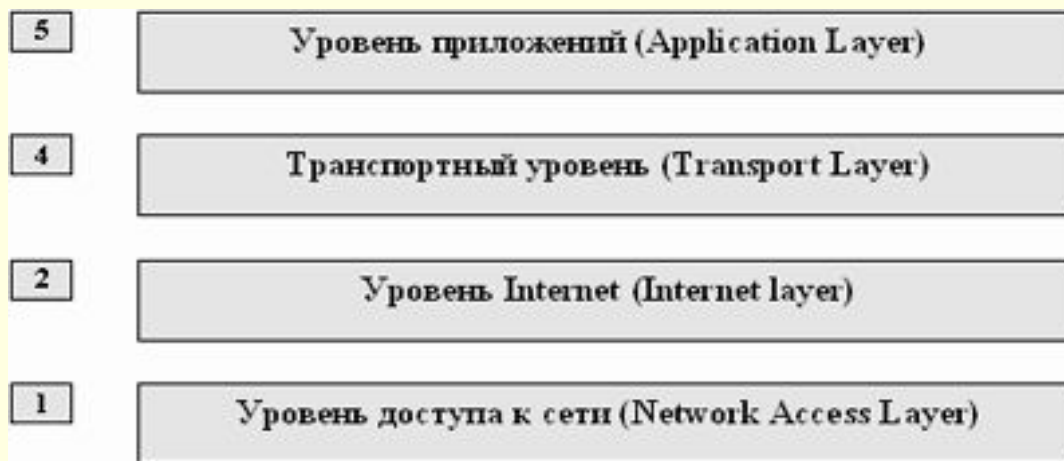 5 Уровень приложений (Application Layer)
4 Транспортный уровень (Transport Layer)
2 Уровень Internet (Internet layer)
1 Уровень доступа к сети (Network Access Layer)